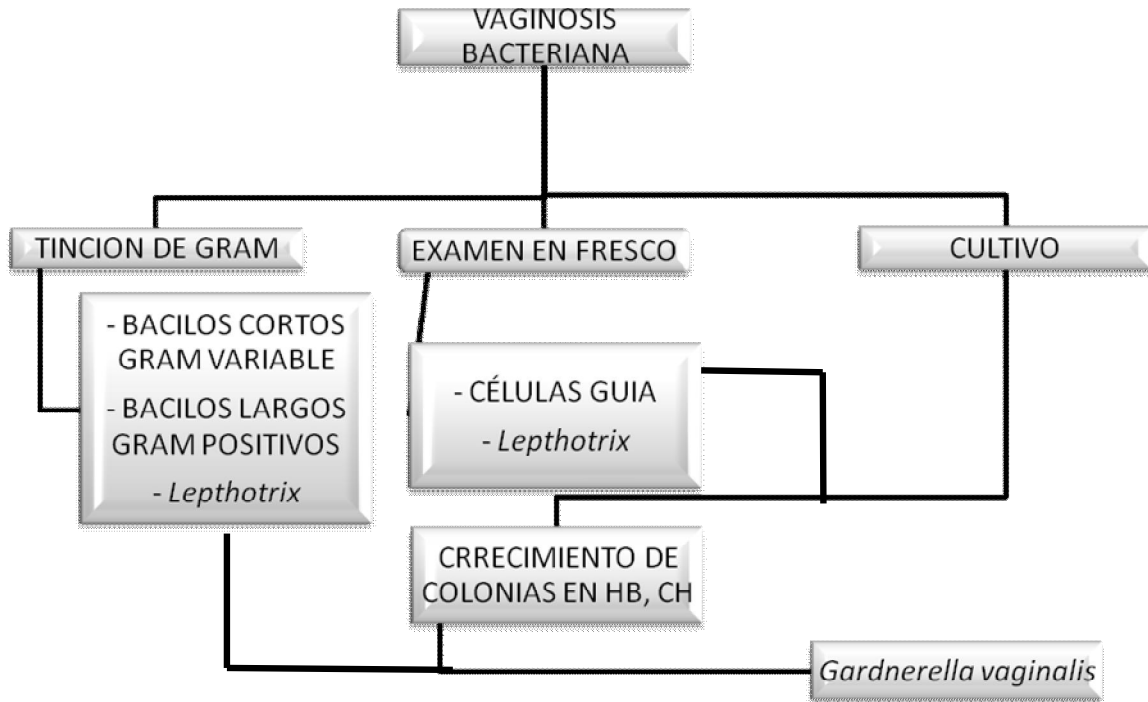 VAGINOSIS
BACTERIANA
TINCION DE GRAM
EXAMEN EN FRESCO
CULTIVO
- BACILOS CORTOS
GRAM VARIABLE
- BACILOS LARGOS
GRAM POSITIVOS
- Lepthotrix
- CÉLULAS GUIA
- Lepthotrix
CRRECIMIENTO DE
COLONIAS EN HB, CH
Gardnerella vaginalis